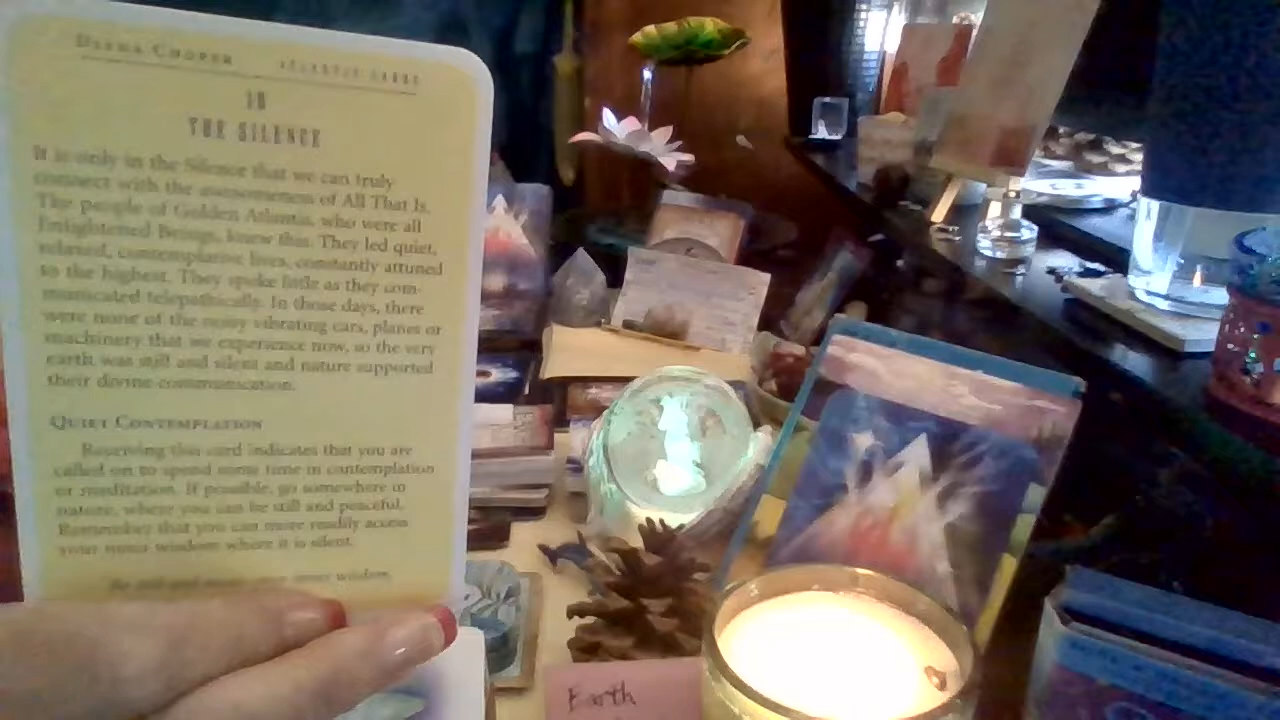 DIANA COOPER ATLANTIS CARDS
THE SILENCE
It is only in the Silence that we can truly
connect with the awesomeness of All That Is.
The people of Golden Atlantis, who were all
Enlightened Beings, knew this. They led quiet,
relaxed, contemplative lives, constantly attuned
to the highest. They spoke little as they com-
municated telepathically. In those days, there
were none of the noisy vibrating cars, planes or
machinery that we experience now, so the very
earth was still and silent and nature supported
their divine communication.
QUIET CONTEMPLATION
Receiving this card indicates that you are
called on to spend some time in contemplation
or meditation. If possible, go somewhere in
nature, where you can be still and peaceful.
Remember that you can more readily access
your inner wisdom where it is silent.
Be still and your inner wisdom.
Earth